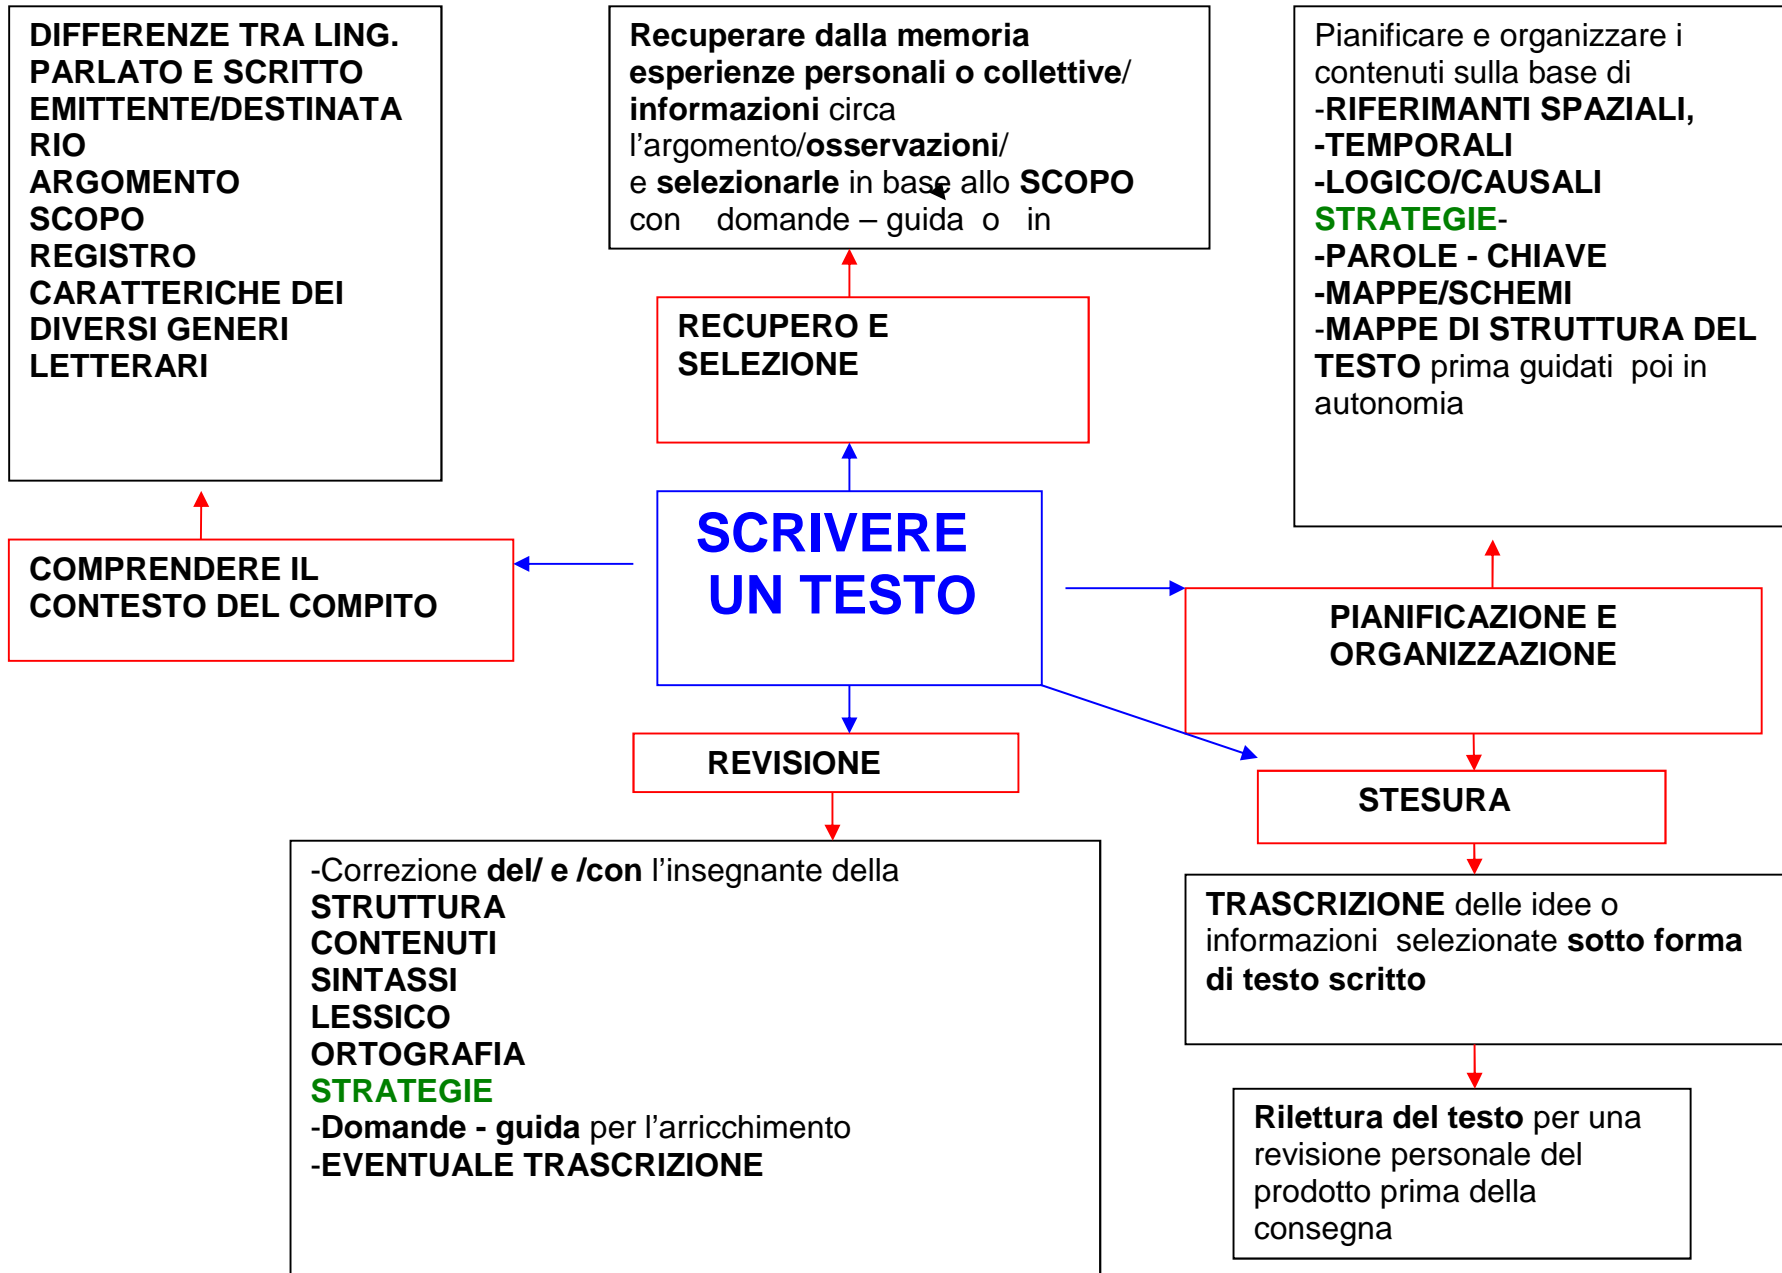 DIFFERENZE TRA LING.
PARLATO E SCRITTO
EMITTENTE/DESTINATA
RIO
ARGOMENTO
SCOPO
REGISTRO
CARATTERICHE DEI
DIVERSI GENERI
LETTERARI
Recuperare dalla memoria
esperienze personali o collettive/
informazioni circa
l'argomento/osservazioni/
e selezionarle in base allo SCOPO
con domande – guida o in
Pianificare e organizzare i
contenuti sulla base di
-RIFERIMANTI SPAZIALI,
-TEMPORALI
-LOGICO/CAUSALI
STRATEGIE-
-PAROLE - CHIAVE
-MAPPE/SCHEMI
-MAPPE DI STRUTTURA DEL
TESTO prima guidati poi in
autonomia
RECUPERO E
SELEZIONE
COMPRENDERE IL
CONTESTO DEL COMPITO
SCRIVERE
UN TESTO
PIANIFICAZIONE E
ORGANIZZAZIONE
REVISIONE
STESURA
-Correzione del/ e /con l'insegnante della
STRUTTURA
CONTENUTI
SINTASSI
LESSICO
ORTOGRAFIA
STRATEGIE
-Domande - guida per l'arricchimento
-EVENTUALE TRASCRIZIONE
TRASCRIZIONE delle idee o
informazioni selezionate sotto forma
di testo scritto
Rilettura del testo per una
revisione personale del
prodotto prima della
consegna